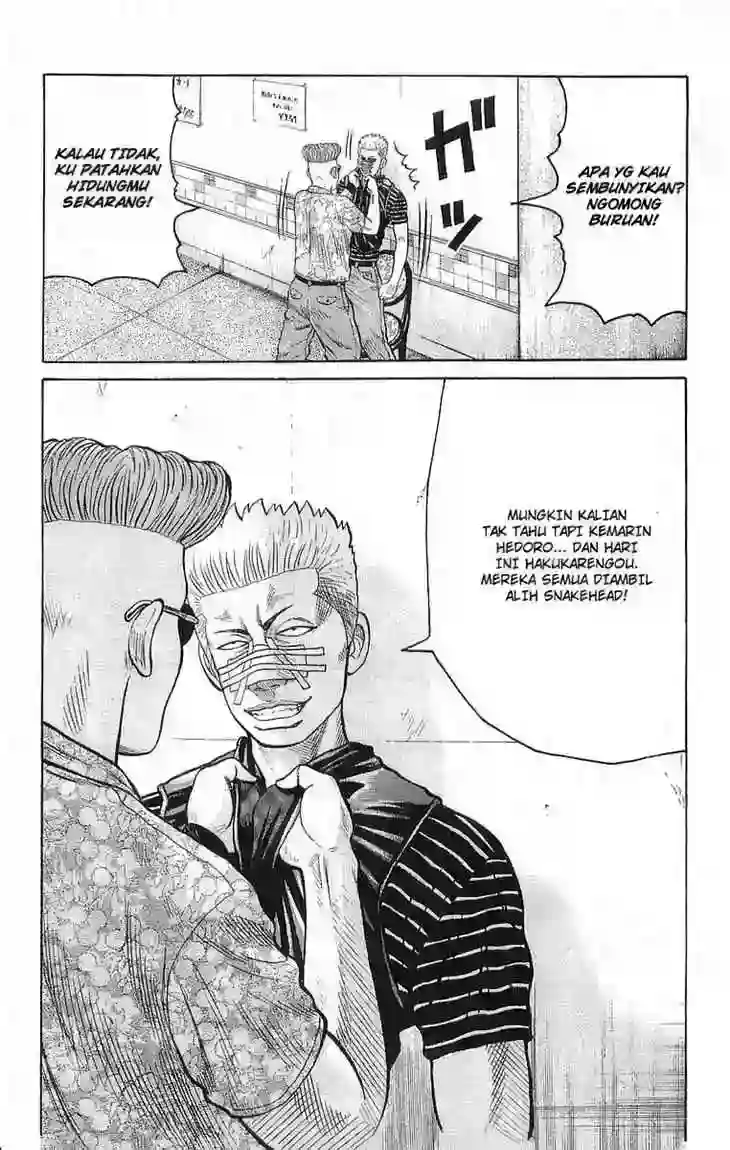 APA YG KAU
SEMBUNYIKAN?
NGOMONG
BURUAN!
ガッ
KALAU TIDAK,
KU PATAHKAN
HIDUNGMU
SEKARANG!
MUNGKIN KALIAN
TAK TAHU TAPI KEMARIN
HEDORO... DAN HARI
INI HAKUKARENGOU.
MEREKA SEMUA DIAMBIL
ALIH SNAKEHEAD!